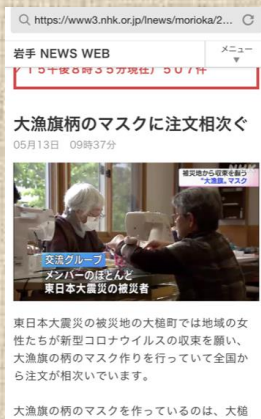 https://www3.nhk.or.jp/lnews/morioka/2...
岩手 NEWS WEB
メニュー
▼
/15午後8時35分現在）507件
大漁旗柄のマスクに注文相次ぐ
05月13日 09時37分
NHK
被災地から収束を願う
“大漁旗”マスク
交流グループ
メンバーのほとんど
東日本大震災の被災者
東日本大震災の被災地の大槌町では地域の女
性たちが新型コロナウイルスの収束を願い、
大漁旗の柄のマスク作りを行っていて全国か
ら注文が相次いでいます。
大漁旗の柄のマスクを作っているのは、大槌